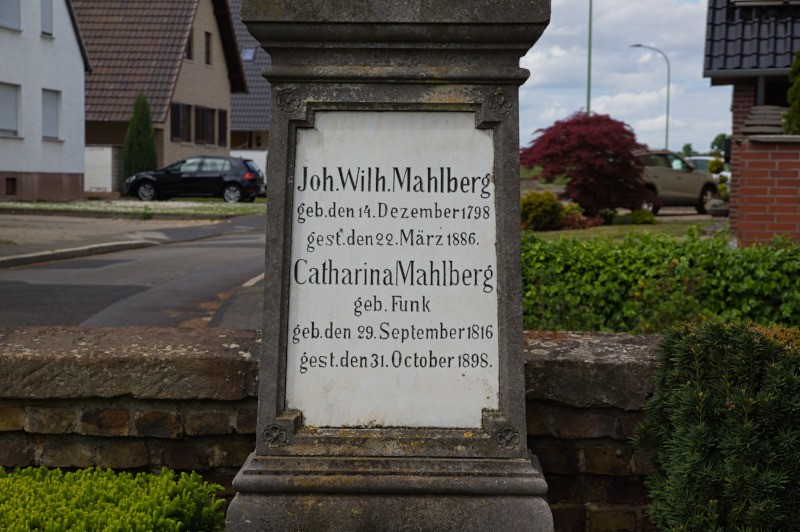 Joh. Wilh. Mahlberg
geb. den 14. Dezember 1798
gest. den 22. März 1886.
Catharina Mahlberg
geb. Funk
geb. den 29. September 1816
gest. den 31. October 1898.